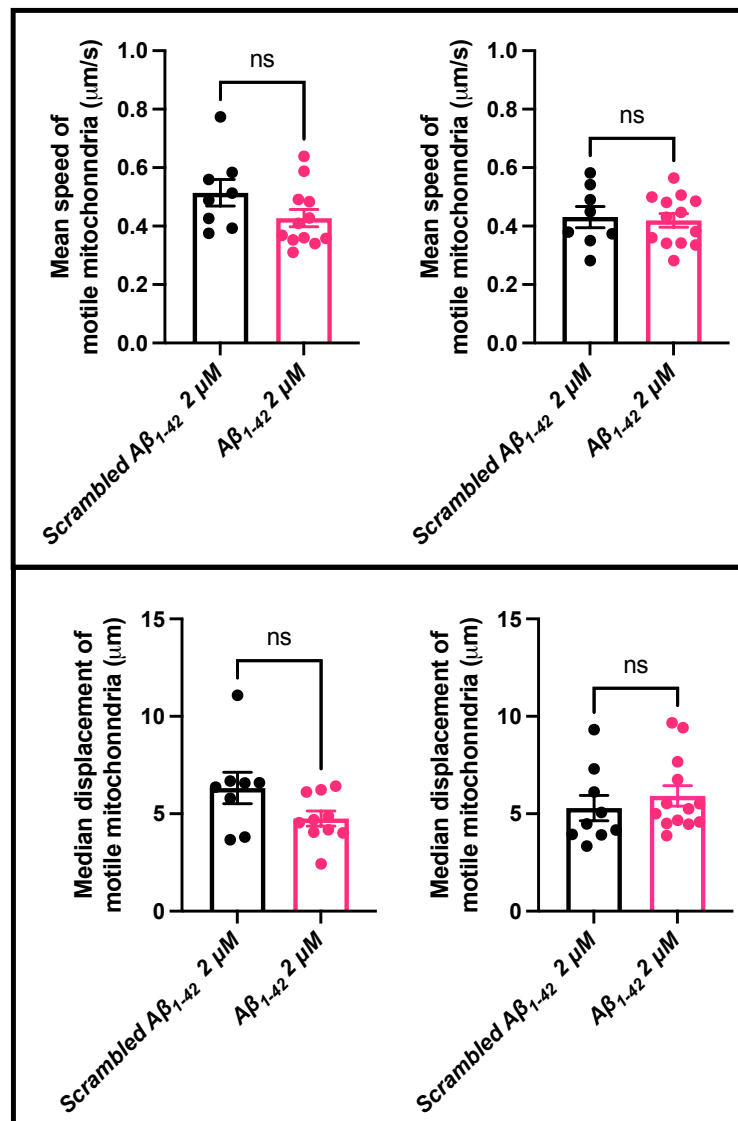 Mean speed of
motile mitochonndria (μm/s)
1.0
0.8
0.6
0.4
0.2
0.0
ns
Scrambled Aβ1-42 2 μM
Aβ1-42 2 μM
Mean speed of
motile mitochonndria (μm/s)
1.0
0.8
0.6
0.4
0.2
0.0
ns
Scrambled Aβ1-42 2 μM
Aβ1-42 2 μM
Median displacement of
motile mitochonndria (μm)
15
10
5
0
ns
Scrambled Aβ1-42 2 μM
Aβ1-42 2 μM
Median displacement of
motile mitochonndria (μm)
15
10
5
0
ns
Scrambled Aβ1-42 2 μM
Aβ1-42 2 μM